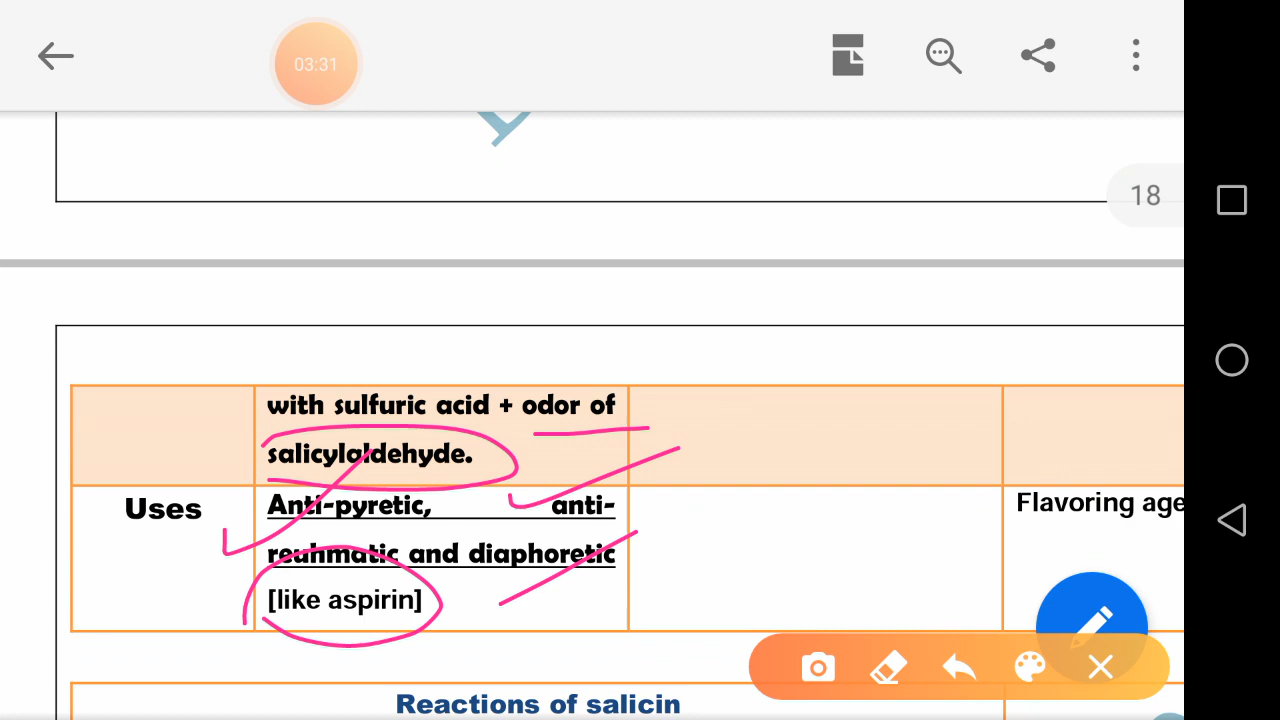 03:31
18
with sulfuric acid + odor of
salicylaldehyde.
Uses
Anti-pyretic, anti-
reuhmatic and diaphoretic
[like aspirin]
Flavoring age
Reactions of salicin